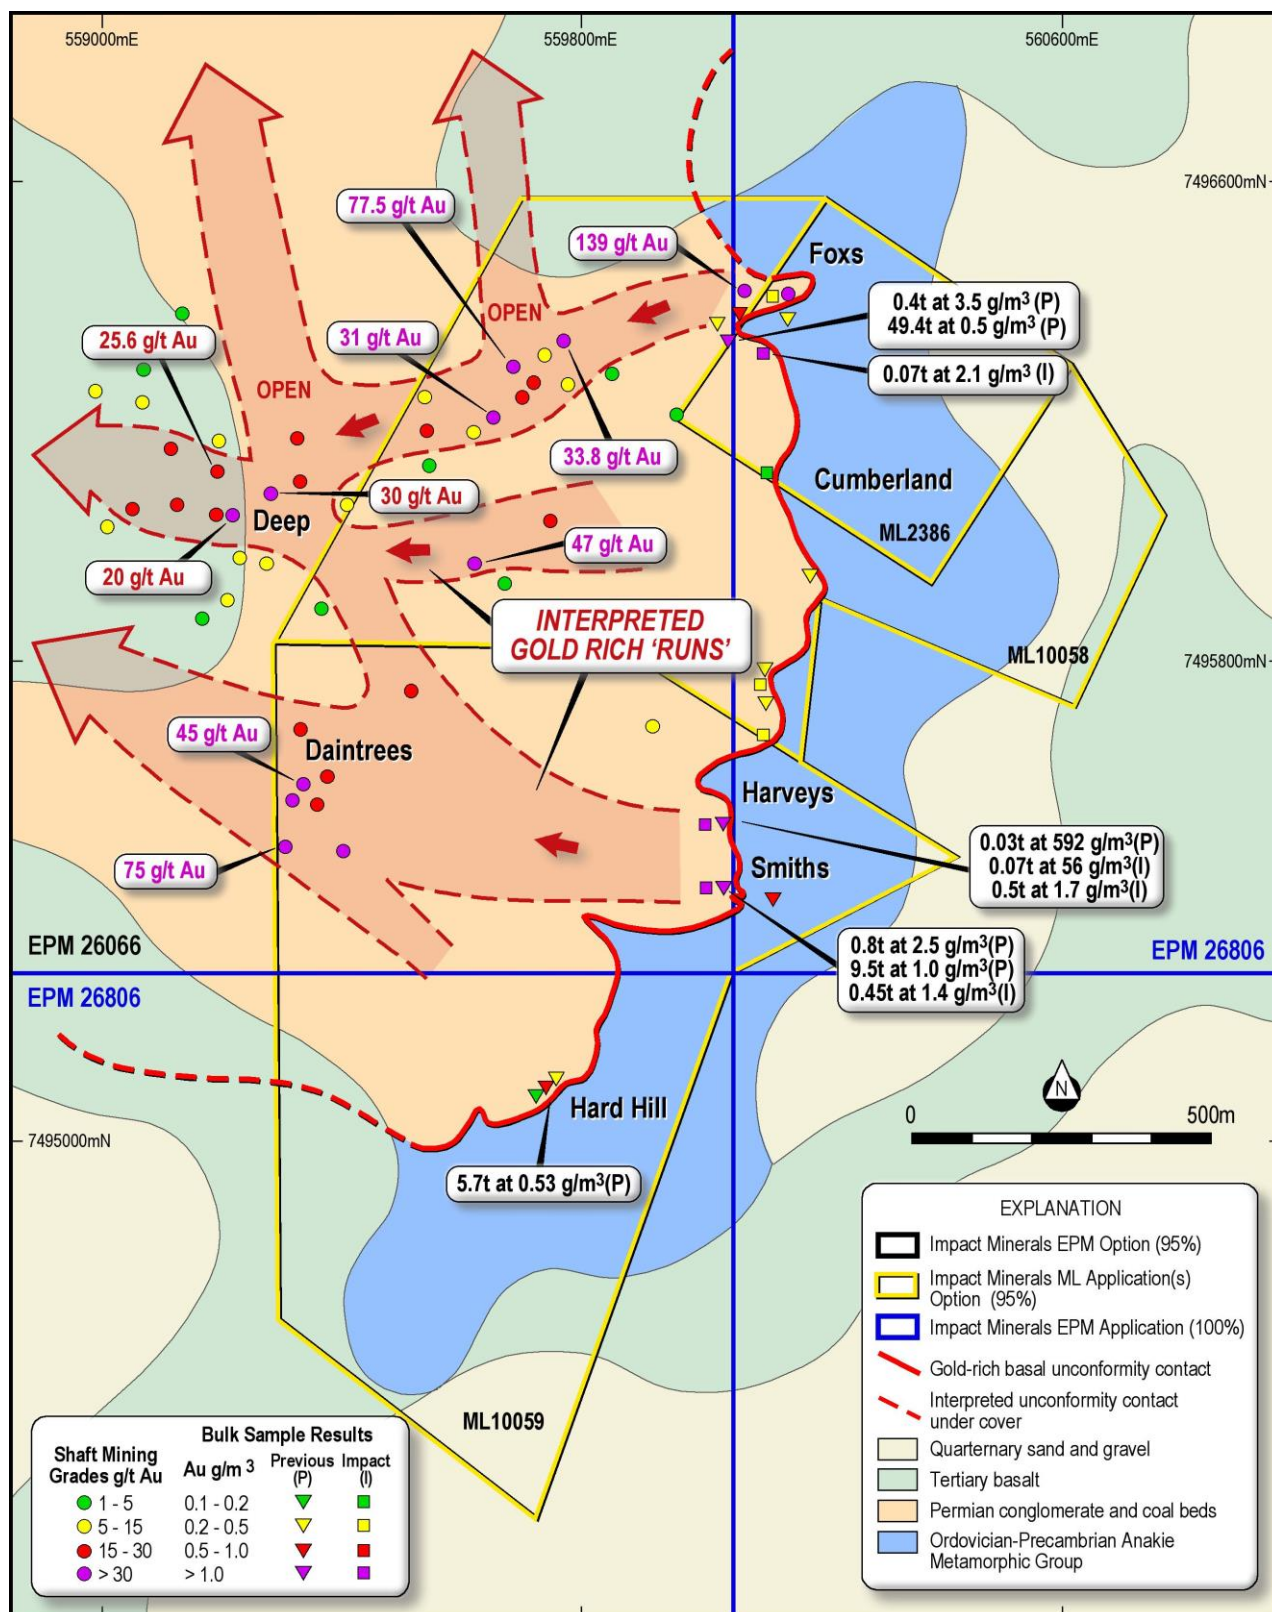 559000mE
559800mE
560600mE
7496600mN
77.5 g/t Au
139 g/t Au
Foxs
0.4t at 3.5 g/m³ (P)
49.4t at 0.5 g/m³ (P)
OPEN
31 g/t Au
25.6 g/t Au
0.07t at 2.1 g/m³ (I)
OPEN
33.8 g/t Au
Cumberland
30 g/t Au
Deep
ML2386
47 g/t Au
20 g/t Au
INTERPRETED
GOLD RICH 'RUNS'
ML10058
7495800mN
45 g/t Au
Daintrees
Harveys
0.03t at 592 g/m³(P)
0.07t at 56 g/m³(I)
0.5t at 1.7 g/m³(I)
75 g/t Au
Smiths
EPM 26066
0.8t at 2.5 g/m³(P)
9.5t at 1.0 g/m³(P)
0.45t at 1.4 g/m³(I)
EPM 26806
EPM 26806
Hard Hill
N
0 500m
7495000mN
5.7t at 0.53 g/m³(P)
ML10059
EXPLANATION
Impact Minerals EPM Option (95%)
Impact Minerals ML Application(s)
Option (95%)
Impact Minerals EPM Application (100%)
Gold-rich basal unconformity contact
Interpreted unconformity contact
under cover
Quarternary sand and gravel
Tertiary basalt
Permian conglomerate and coal beds
Ordovician-Precambrian Anakie
Metamorphic Group
Bulk Sample Results
Shaft Mining
Grades g/t Au
Au g/m³
Previous
(P)
Impact
(I)
1 - 5 0.1 - 0.2
5 - 15 0.2 - 0.5
15 - 30 0.5 - 1.0
> 30 > 1.0